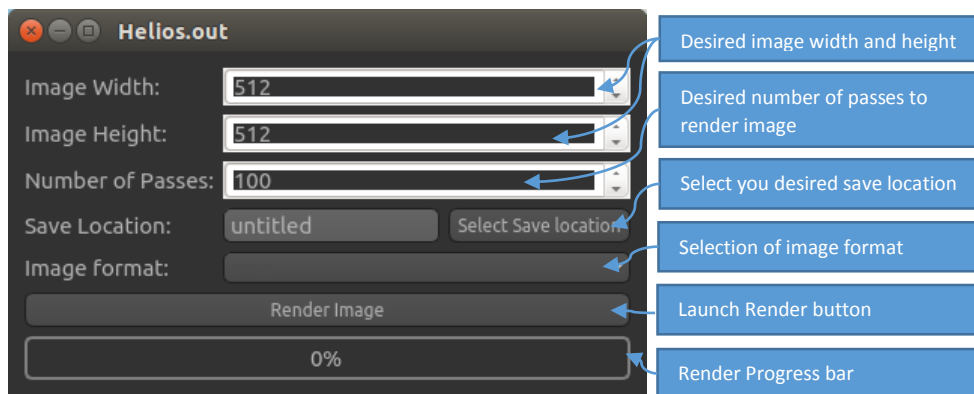 Helios.out
Image Width: 512
Image Height: 512
Number of Passes: 100
Save Location: untitled Select Save location
Image format:
Render Image
0%
Desired image width and height
Desired number of passes to
render image
Select you desired save location
Selection of image format
Launch Render button
Render Progress bar